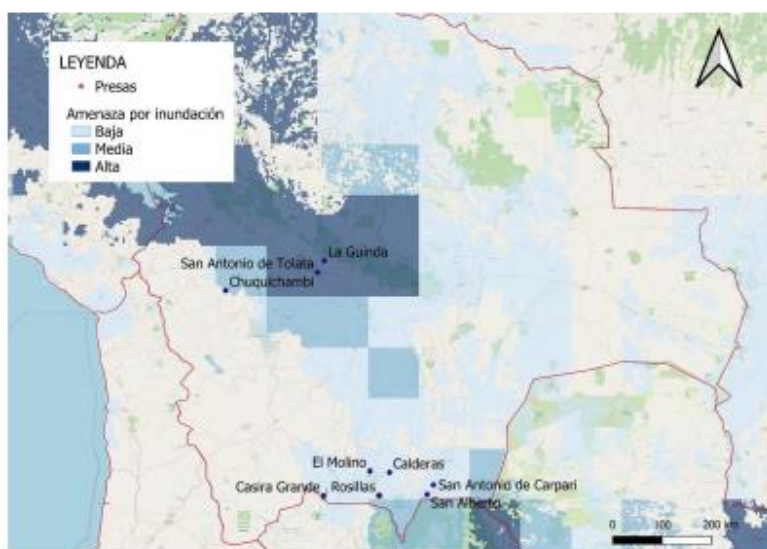 LEYENDA
Presas
Amenaza por inundación
Baja
Media
Alta
La Guinda
San Antonio de Tolata
Chuquichambi
El Molino
Calderas
Casira Grande
Rosillas
San Antonio de Carpari
San Alberto
0 100 200 km